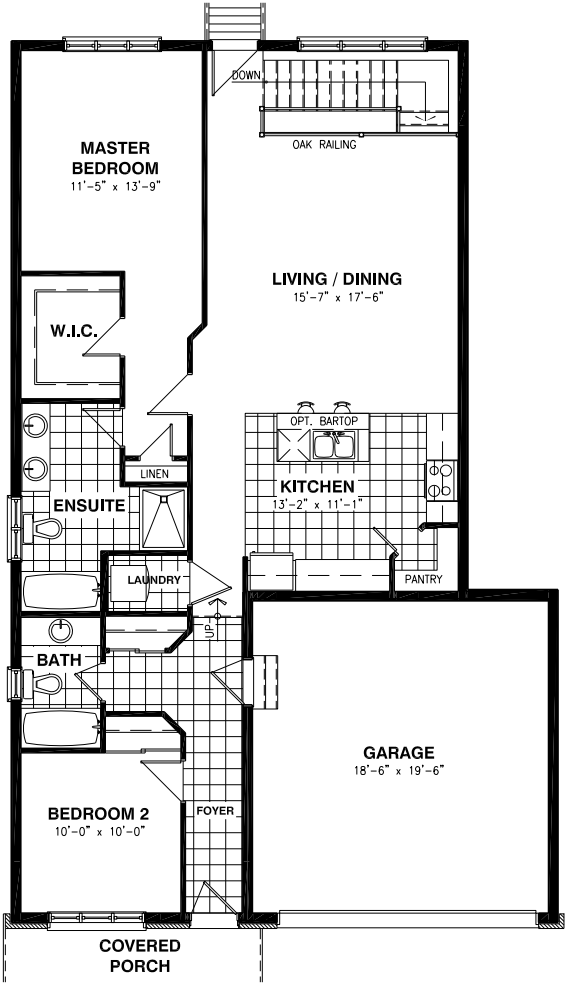 DOWN
OAK RAILING
MASTER
BEDROOM
11'-5" x 13'-9"
LIVING / DINING
15'-7" x 17'-6"
W.I.C.
OPT. BARTOP
LINEN
KITCHEN
13'-2" x 11'-1"
ENSUITE
LAUNDRY
PANTRY
UP
BATH
GARAGE
18'-6" x 19'-6"
BEDROOM 2
10'-0" x 10'-0"
FOYER
COVERED
PORCH